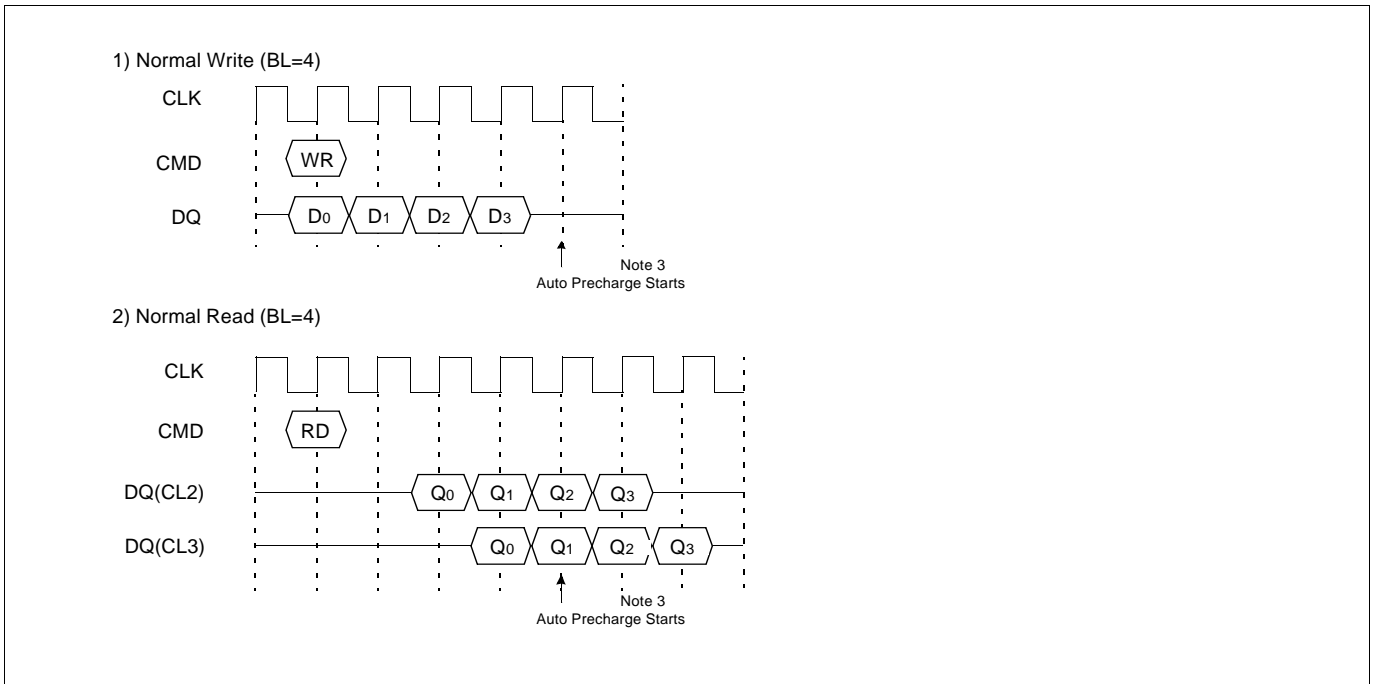 1) Normal Write (BL=4)
CLK
CMD WR
DQ D0 D1 D2 D3
Note 3
Auto Precharge Starts
2) Normal Read (BL=4)
CLK
CMD RD
DQ(CL2) Q0 Q1 Q2 Q3
DQ(CL3) Q0 Q1 Q2 Q3
Note 3
Auto Precharge Starts